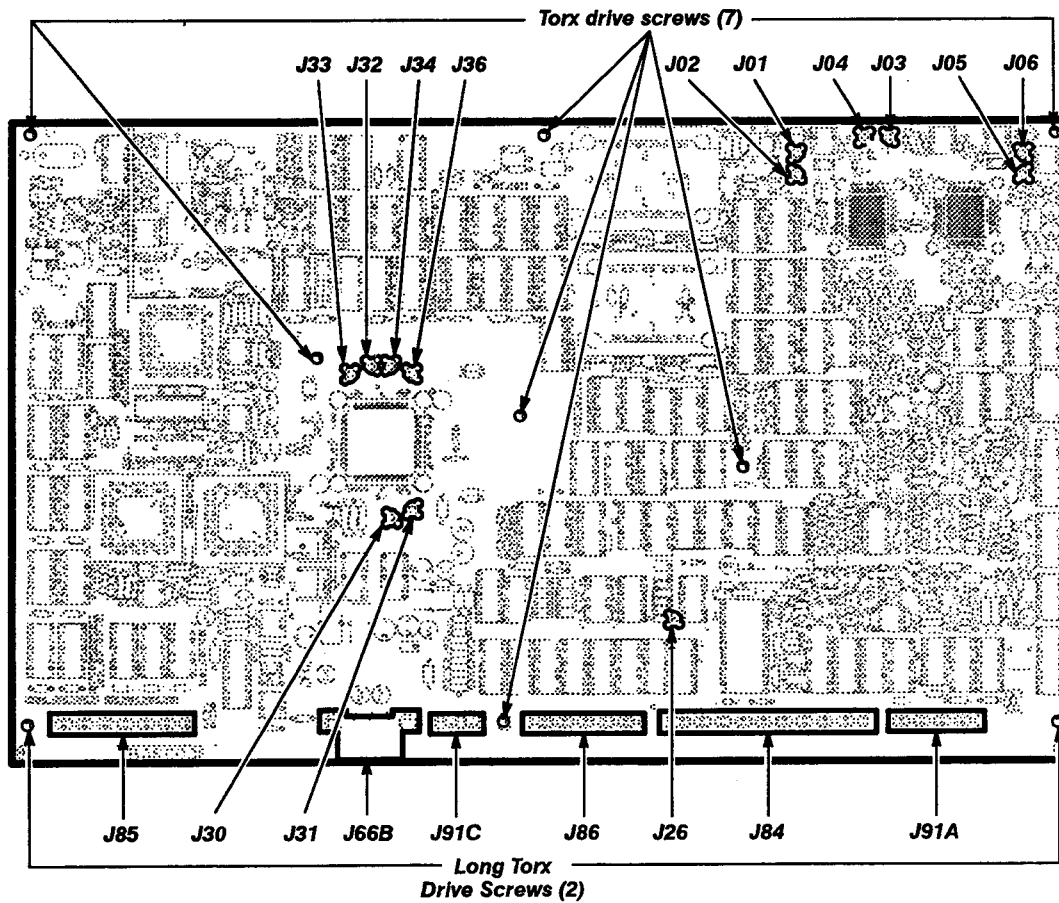 Torx drive screws (7)
J33 J32 J34 J36 J02 J01 J04 J03 J05 J06
J85 J30 J31 J66B J91C J86 J26 J84 J91A
Long Torx
Drive Screws (2)